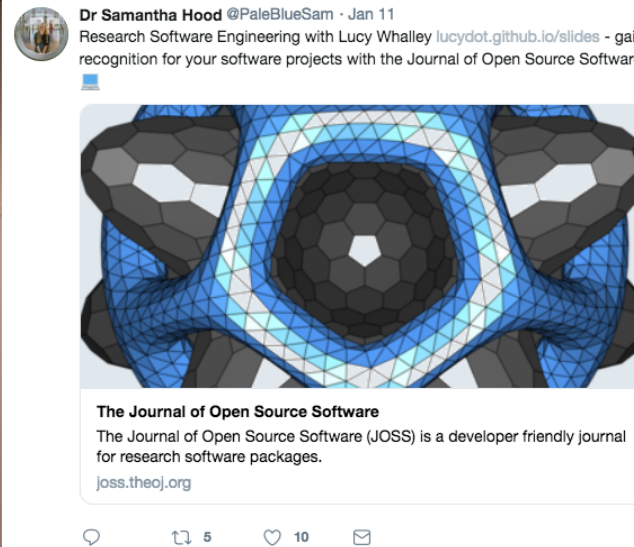 Dr Samantha Hood @PaleBlueSam · Jan 11
Research Software Engineering with Lucy Whalley lucydot.github.io/slides - gai
recognition for your software projects with the Journal of Open Source Softwar
The Journal of Open Source Software
The Journal of Open Source Software (JOSS) is a developer friendly journal
for research software packages.
joss.theoj.org
5 10